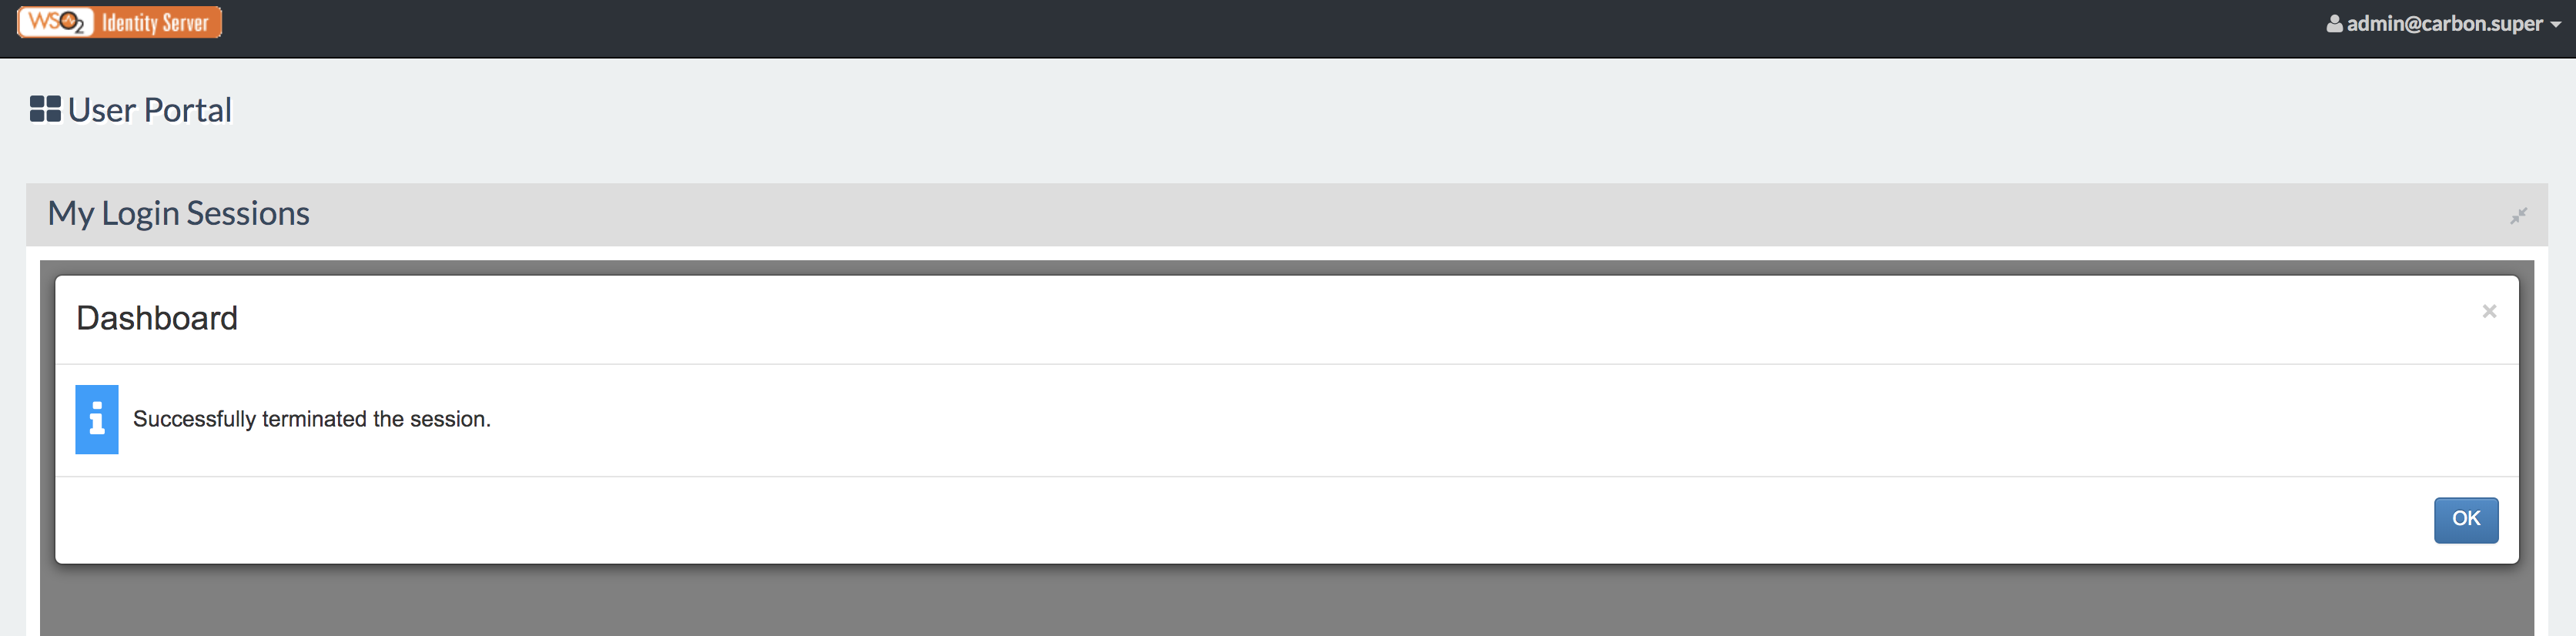 WSO2 Identity Server
admin@carbon.super
User Portal
My Login Sessions
Dashboard
×
Successfully terminated the session.
OK